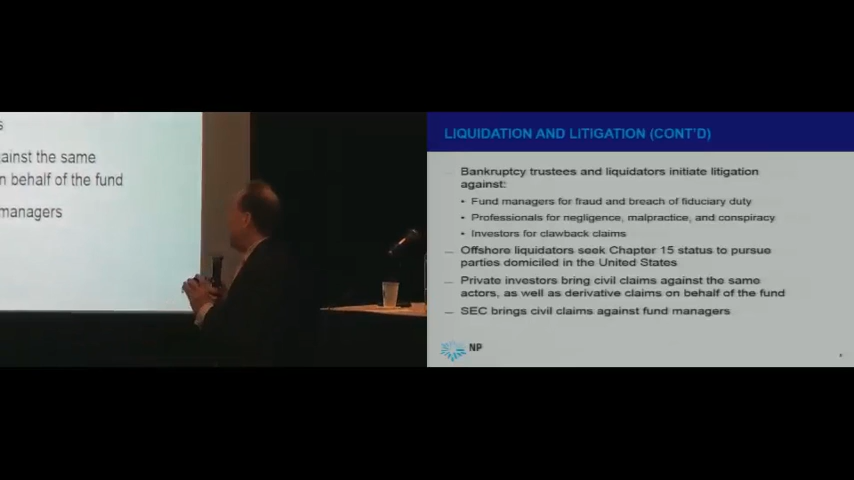 s
ainst the same
n behalf of the fund
managers
LIQUIDATION AND LITIGATION (CONT'D)
— Bankruptcy trustees and liquidators initiate litigation
against:
• Fund managers for fraud and breach of fiduciary duty
• Professionals for negligence, malpractice, and conspiracy
• Investors for clawback claims
— Offshore liquidators seek Chapter 15 status to pursue
parties domiciled in the United States
— Private investors bring civil claims against the same
actors, as well as derivative claims on behalf of the fund
— SEC brings civil claims against fund managers
NP